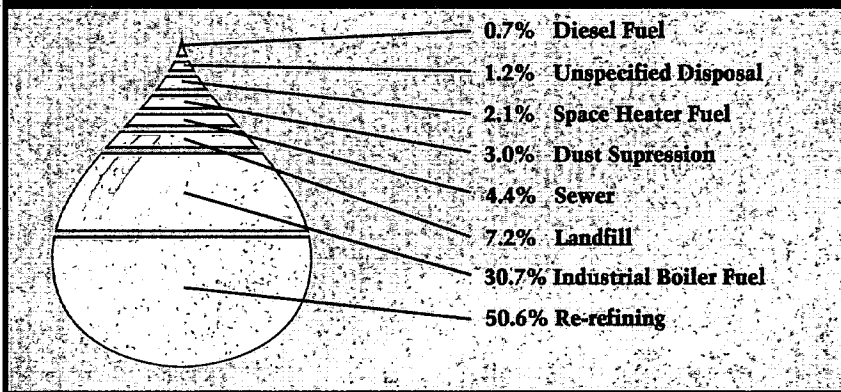 0.7% Diesel Fuel
1.2% Unspecified Disposal
2.1% Space Heater Fuel
3.0% Dust Supression
4.4% Sewer
7.2% Landfill
30.7% Industrial Boiler Fuel
50.6% Re-refining